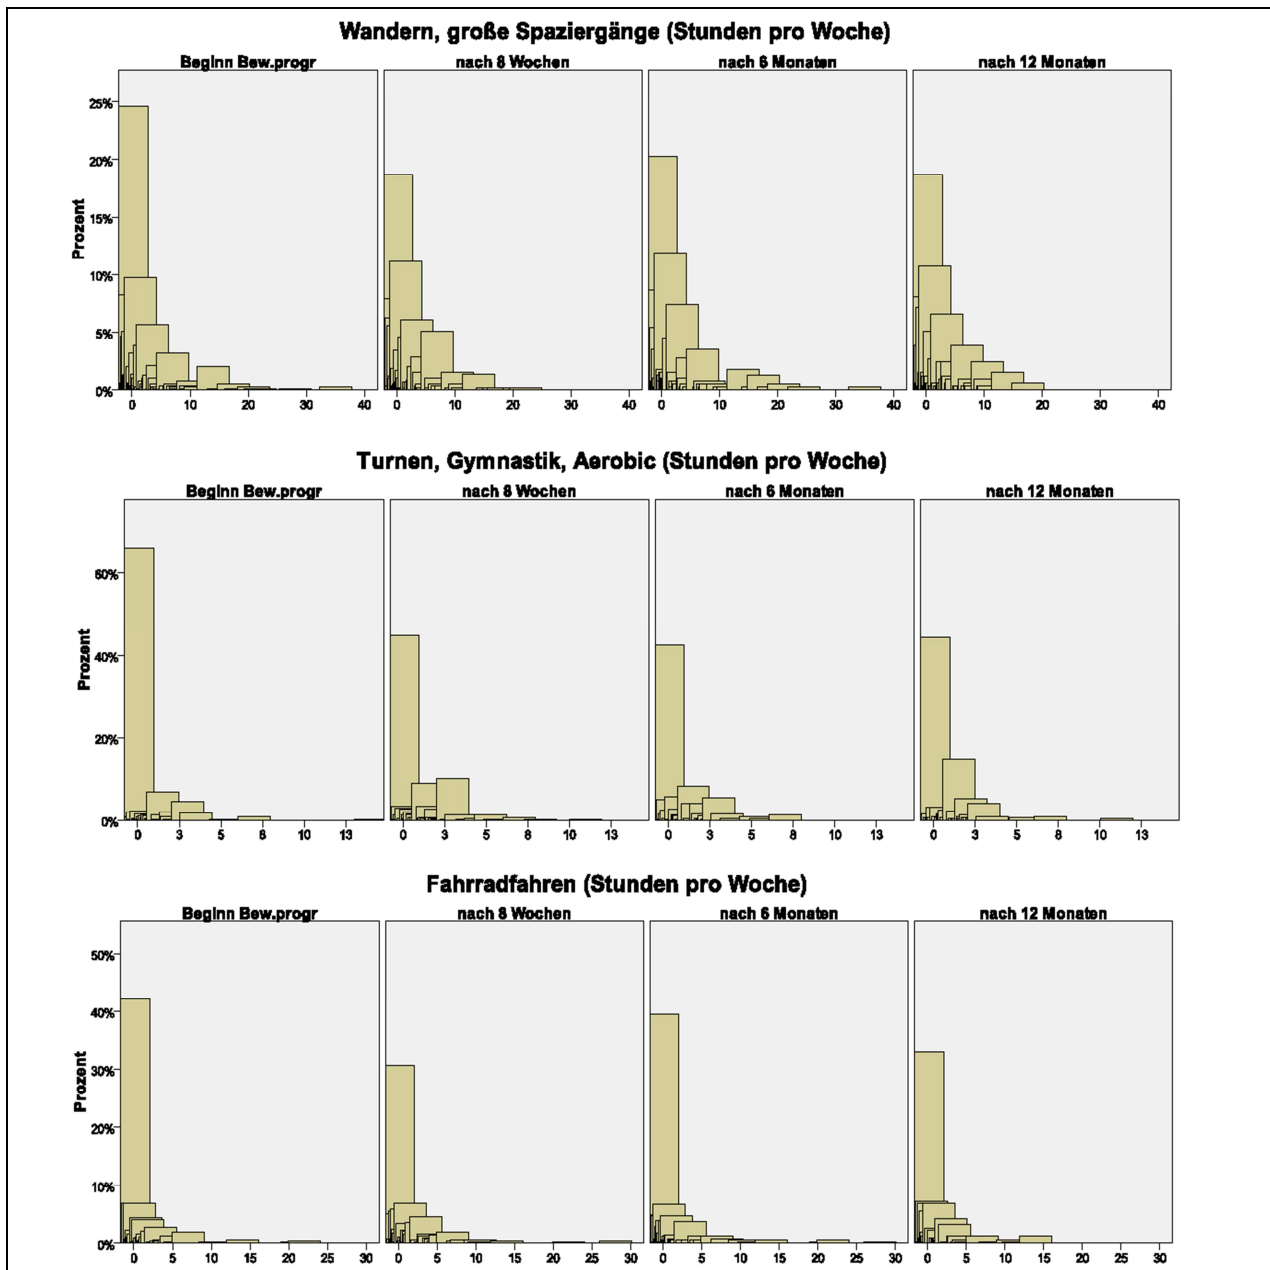 Wandern, große Spaziergänge (Stunden pro Woche)
Beginn Bew.progr nach 8 Wochen nach 6 Monaten nach 12 Monaten
25%
20%
15%
10%
5%
0%
Prozent
0 10 20 30 40 0 10 20 30 40 0 10 20 30 40 0 10 20 30 40
Turnen, Gymnastik, Aerobic (Stunden pro Woche)
Beginn Bew.progr nach 8 Wochen nach 6 Monaten nach 12 Monaten
60%
40%
20%
0%
Prozent
0 3 5 8 10 13 0 3 5 8 10 13 0 3 5 8 10 13 0 3 5 8 10 13
Fahrradfahren (Stunden pro Woche)
Beginn Bew.progr nach 8 Wochen nach 6 Monaten nach 12 Monaten
50%
40%
30%
20%
10%
0%
Prozent
0 5 10 15 20 25 30 0 5 10 15 20 25 30 0 5 10 15 20 25 30 0 5 10 15 20 25 30